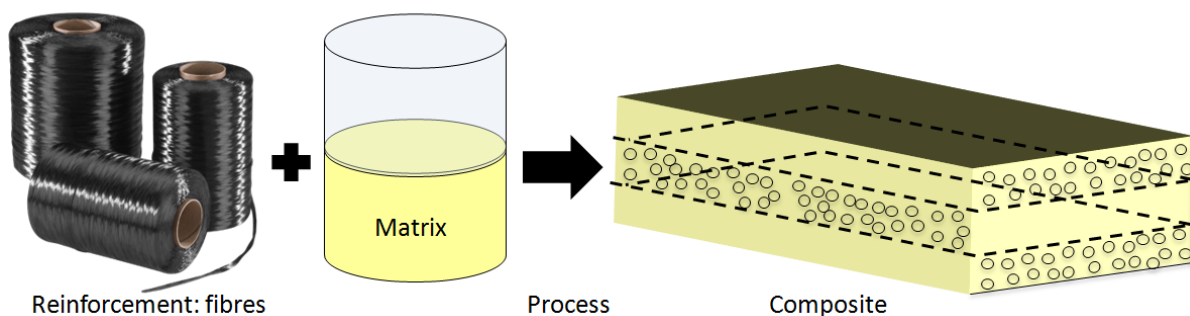 Matrix
Reinforcement: fibres
Process
Composite